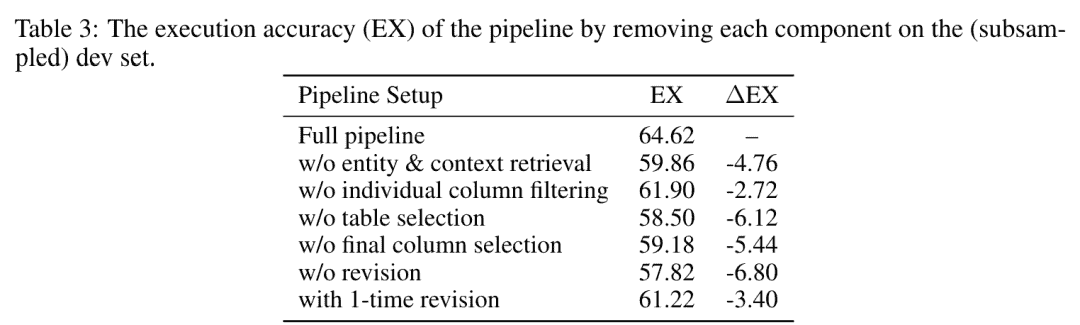 Table 3: The execution accuracy (EX) of the pipeline by removing each component on the (subsam-
pled) dev set.
Pipeline Setup EX ΔEX
Full pipeline 64.62 –
w/o entity & context retrieval 59.86 -4.76
w/o individual column filtering 61.90 -2.72
w/o table selection 58.50 -6.12
w/o final column selection 59.18 -5.44
w/o revision 57.82 -6.80
with 1-time revision 61.22 -3.40